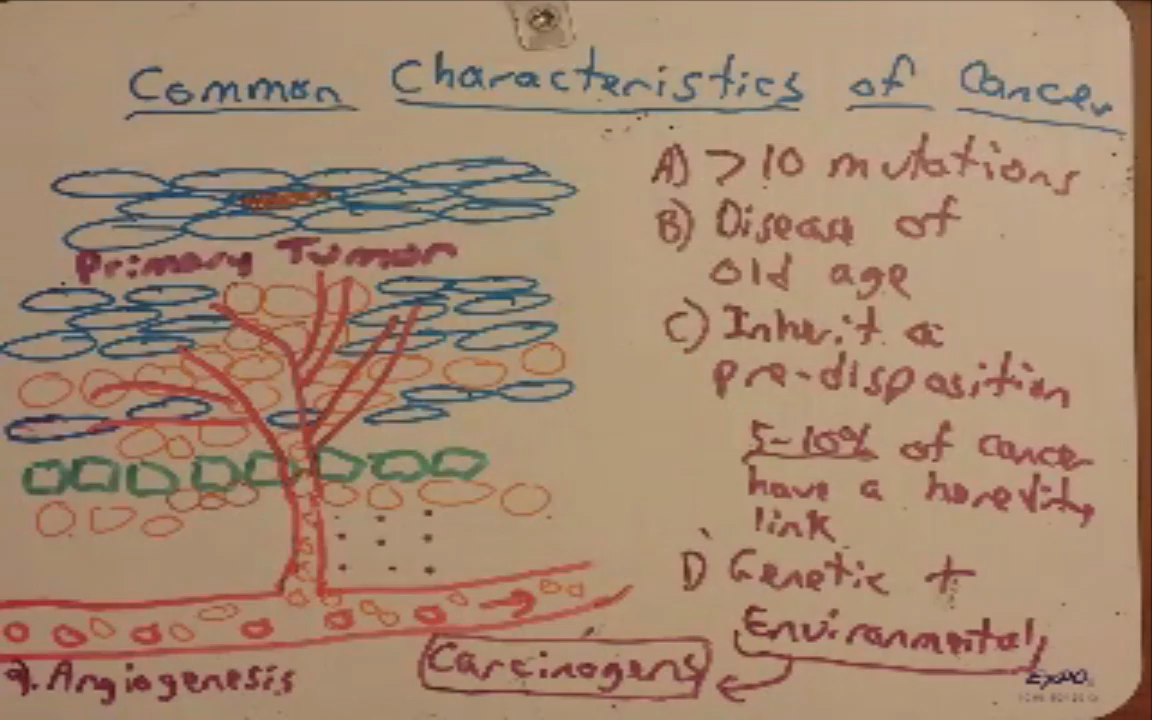 Common Characteristics of Cancer
A) >10 mutations
B) Disease of
old age
C) Inherit a
pre-disposition
5-10% of cancer
have a heredity
link
D) Genetic +
Environmental
Carcinogens
Primary Tumor
a. Angiogenesis
EXPO